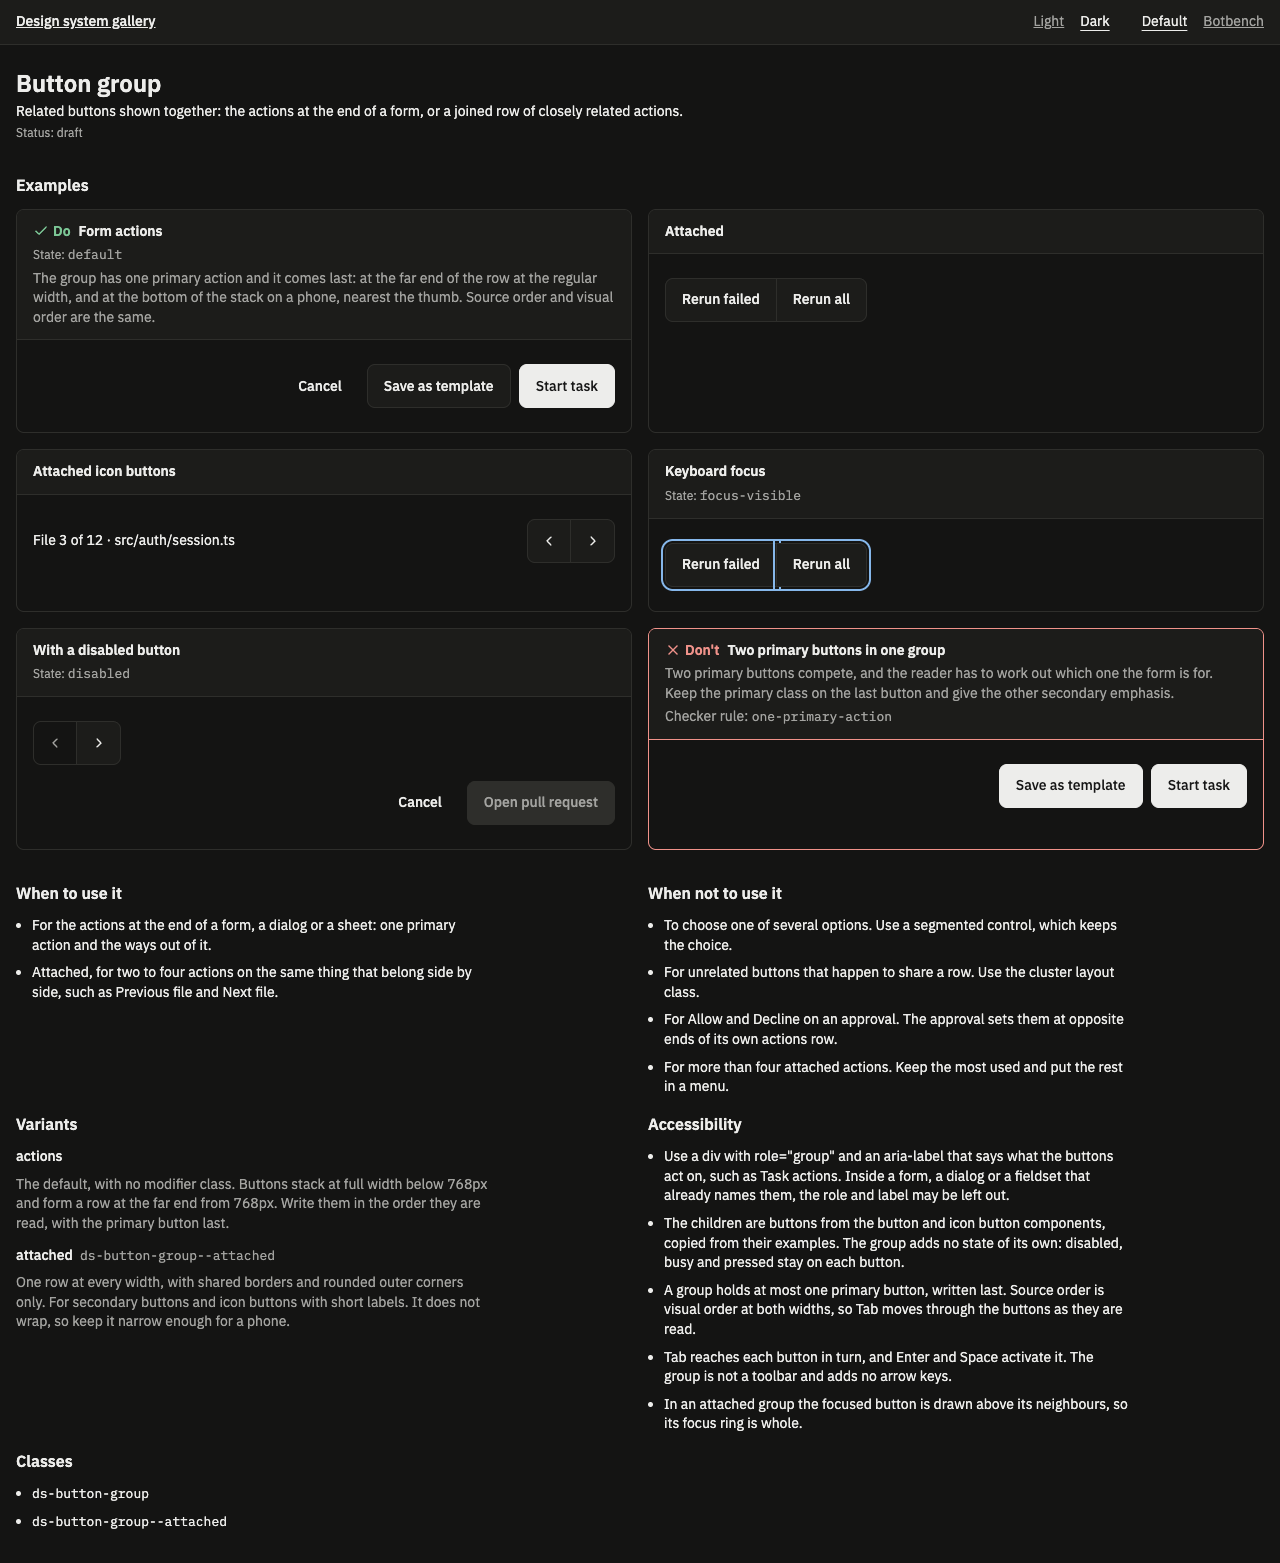 Design system gallery
Light Dark Default Botbench
Button group
Related buttons shown together: the actions at the end of a form, or a joined row of closely related actions.
Status: draft
Examples
Do Form actions
State: default
The group has one primary action and it comes last: at the far end of the row at the regular
width, and at the bottom of the stack on a phone, nearest the thumb. Source order and visual
order are the same.
Cancel Save as template Start task
Attached
Rerun failed Rerun all
Attached icon buttons
File 3 of 12 · src/auth/session.ts
Keyboard focus
State: focus-visible
Rerun failed Rerun all
With a disabled button
State: disabled
Cancel Open pull request
Don't Two primary buttons in one group
Two primary buttons compete, and the reader has to work out which one the form is for.
Keep the primary class on the last button and give the other secondary emphasis.
Checker rule: one-primary-action
Save as template Start task
When to use it
• For the actions at the end of a form, a dialog or a sheet: one primary
action and the ways out of it.
• Attached, for two to four actions on the same thing that belong side by
side, such as Previous file and Next file.
When not to use it
• To choose one of several options. Use a segmented control, which keeps
the choice.
• For unrelated buttons that happen to share a row. Use the cluster layout
class.
• For Allow and Decline on an approval. The approval sets them at opposite
ends of its own actions row.
• For more than four attached actions. Keep the most used and put the rest
in a menu.
Variants
actions
The default, with no modifier class. Buttons stack at full width below 768px
and form a row at the far end from 768px. Write them in the order they are
read, with the primary button last.
attached ds-button-group--attached
One row at every width, with shared borders and rounded outer corners
only. For secondary buttons and icon buttons with short labels. It does not
wrap, so keep it narrow enough for a phone.
Accessibility
• Use a div with role="group" and an aria-label that says what the buttons
act on, such as Task actions. Inside a form, a dialog or a fieldset that
already names them, the role and label may be left out.
• The children are buttons from the button and icon button components,
copied from their examples. The group adds no state of its own: disabled,
busy and pressed stay on each button.
• A group holds at most one primary button, written last. Source order is
visual order at both widths, so Tab moves through the buttons as they are
read.
• Tab reaches each button in turn, and Enter and Space activate it. The
group is not a toolbar and adds no arrow keys.
• In an attached group the focused button is drawn above its neighbours, so
its focus ring is whole.
Classes
• ds-button-group
• ds-button-group--attached